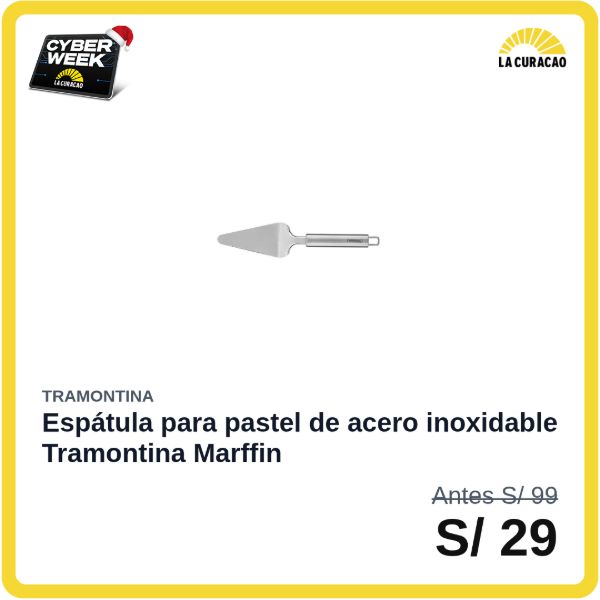 CYBER
WEEK
LA CURACAO
LA CURACAO
TRAMONTINA
Espátula para pastel de acero inoxidable
Tramontina Marffin
Antes S/ 99
S/ 29